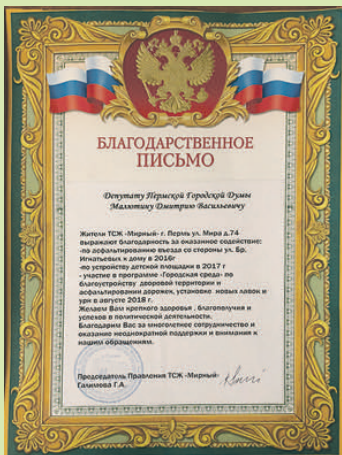 БЛАГОДАРСТВЕННОЕ
ПИСЬМО
Депутату Пермской Городской Думы
Малютину Дмитрию Васильевичу
Жители ТСЖ «Мирный» г. Пермь ул. Мира д.74
выражают благодарность за оказанное содействие:
-по асфальтированию въезда со стороны ул. Бр.
Игнатьевых к дому в 2016г
-по устройству детской площадки в 2017 г
- участие в программе «Городская среда» по
благоустройству дворовой территории и
асфальтированию дорожек, установке новых лавок и
урн в августе 2018 г.
Желаем Вам крепкого здоровья , благополучия и
успехов в политической деятельности.
Благодарим Вас за многолетнее сотрудничество и
оказание неоднократной поддержки и внимания к
нашим обращениям.
Председатель Правления ТСЖ «Мирный»
Галимова Г.А.